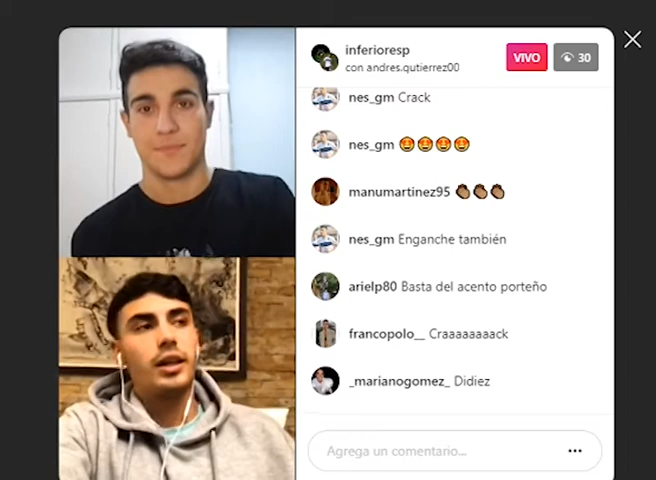 inferioresp
con andres.gutierrez00
VIVO
30
nes_gm Crack
nes_gm
manumartinez95
nes_gm Enganche también
arielp80 Basta del acento porteño
francopolo__ Craaaaaaaack
_marianogomez_ Didiez
Agrega un comentario...